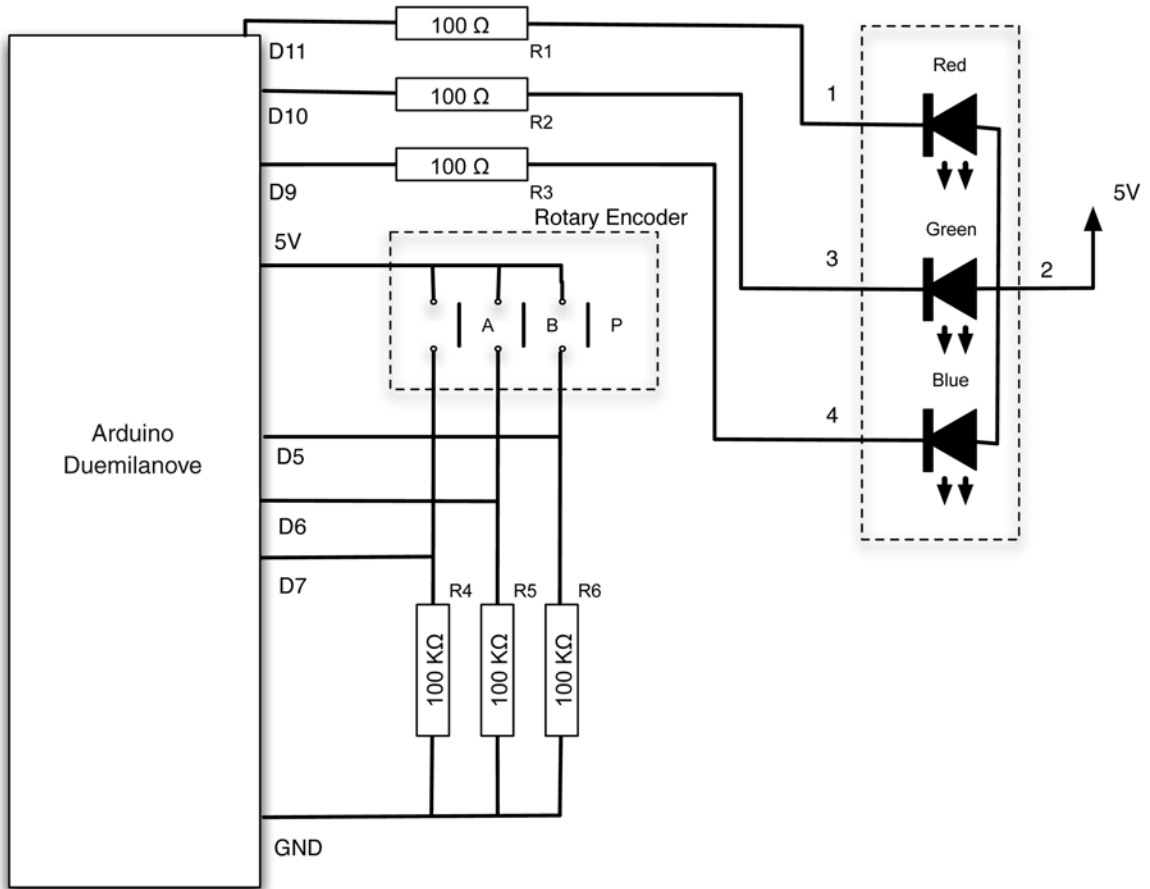 D11
100 Ω
R1
D10
100 Ω
R2
D9
100 Ω
R3
Red
1
Green
3
2
5V
Blue
4
5V
Rotary Encoder
A
B
P
Arduino
Duemilanove
D5
D6
D7
R4
R5
R6
100 KΩ
100 KΩ
100 KΩ
GND